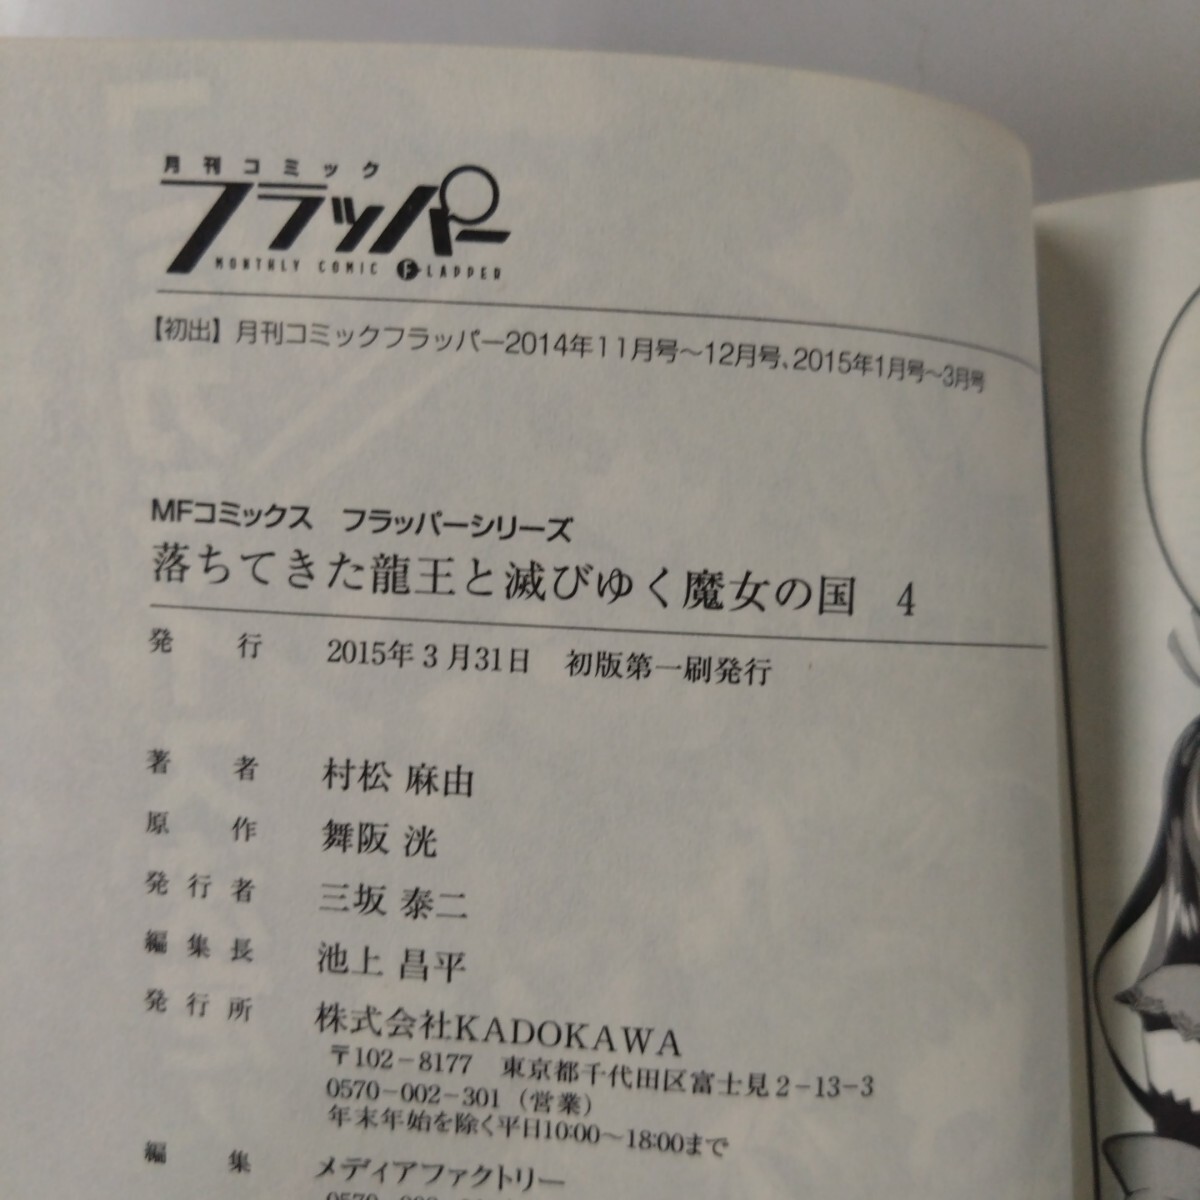 月刊コミック
フラッパー
MONTHLY COMIC FLAPPER
【初出】月刊コミックフラッパー2014年11月号～12月号、2015年1月号～3月号
MFコミックス　フラッパーシリーズ
落ちてきた龍王と滅びゆく魔女の国　4
発行　2015年3月31日　初版第一刷発行
著者　村松 麻由
原作　舞阪 洸
発行者　三坂 泰二
編集長　池上 昌平
発行所　株式会社KADOKAWA
〒102-8177　東京都千代田区富士見2-13-3
0570-002-301（営業）
年末年始を除く平日10:00～18:00まで
編集　メディアファクトリー